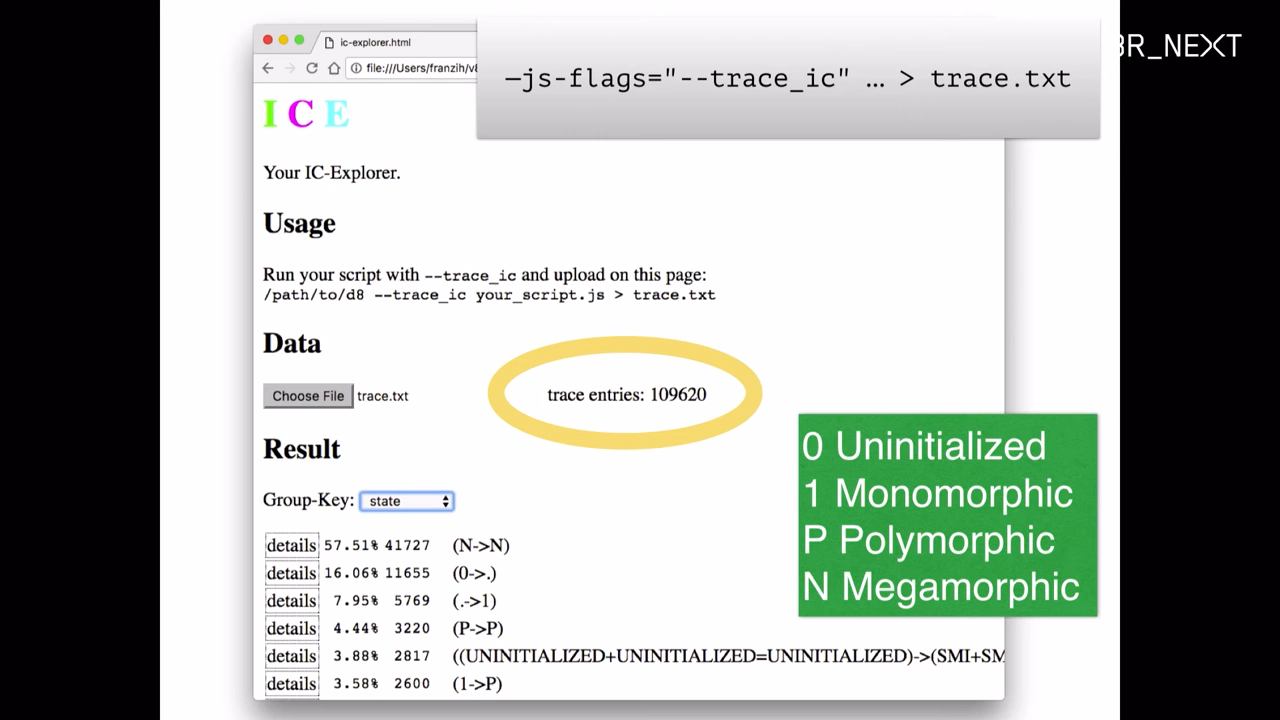 ic-explorer.html
file:///Users/franzih/v8
—js-flags="--trace_ic" … > trace.txt
BR_NEXT
I C E
Your IC-Explorer.
Usage
Run your script with --trace_ic and upload on this page:
/path/to/d8 --trace_ic your_script.js > trace.txt
Data
Choose File trace.txt
trace entries: 109620
Result
Group-Key: state
details 57.51% 41727 (N->N)
details 16.06% 11655 (0->.)
details 7.95% 5769 (.->1)
details 4.44% 3220 (P->P)
details 3.88% 2817 ((UNINITIALIZED+UNINITIALIZED=UNINITIALIZED)->(SMI+SM
details 3.58% 2600 (1->P)
0 Uninitialized
1 Monomorphic
P Polymorphic
N Megamorphic